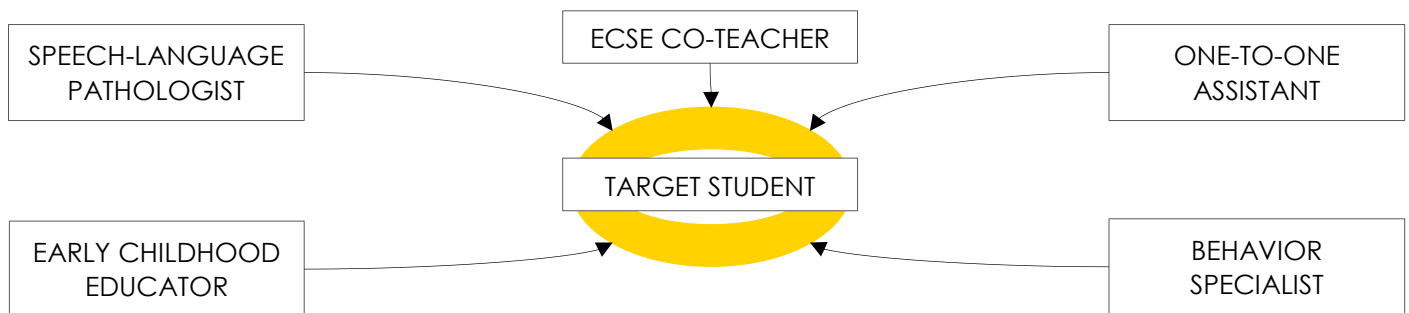 SPEECH-LANGUAGE
PATHOLOGIST
ECSE CO-TEACHER
ONE-TO-ONE
ASSISTANT
TARGET STUDENT
EARLY CHILDHOOD
EDUCATOR
BEHAVIOR
SPECIALIST